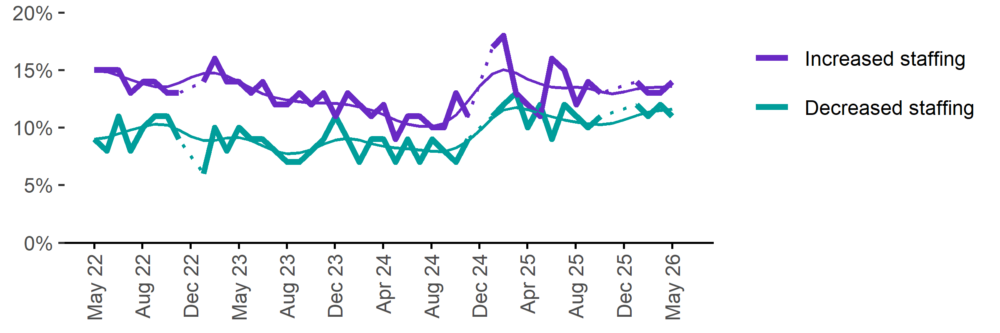 20%
15%
10%
5%
0%
May 22
Aug 22
Dec 22
May 23
Aug 23
Dec 23
Apr 24
Aug 24
Dec 24
Apr 25
Aug 25
Dec 25
May 26
Increased staffing
Decreased staffing